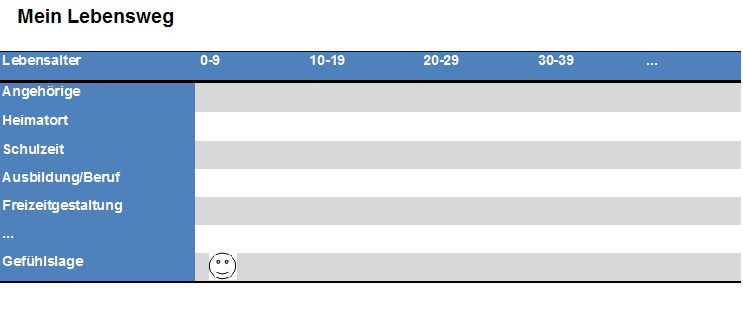 Mein Lebensweg
Lebensalter 0-9 10-19 20-29 30-39 ...
Angehörige
Heimatort
Schulzeit
Ausbildung/Beruf
Freizeitgestaltung
...
Gefühlslage